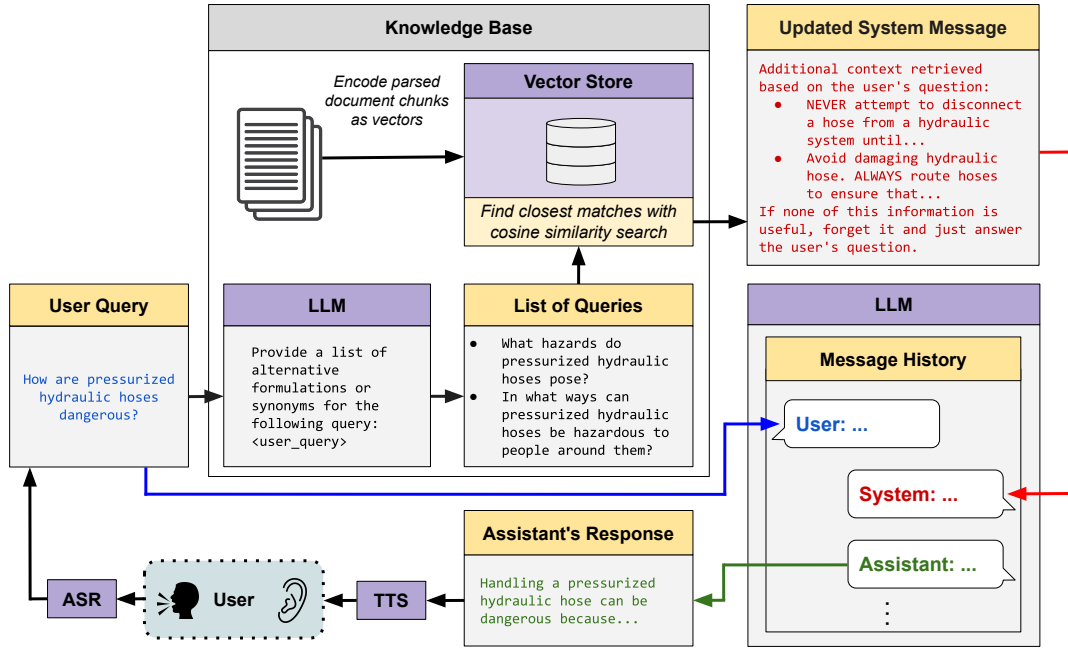 Knowledge Base
Encode parsed
document chunks
as vectors
Vector Store
Find closest matches with
cosine similarity search
Updated System Message
Additional context retrieved
based on the user's question:
● NEVER attempt to disconnect
a hose from a hydraulic
system until...
● Avoid damaging hydraulic
hose. ALWAYS route hoses
to ensure that...
If none of this information is
useful, forget it and just answer
the user's question.
User Query
How are pressurized
hydraulic hoses
dangerous?
LLM
Provide a list of
alternative
formulations or
synonyms for the
following query:
<user_query>
List of Queries
● What hazards do
pressurized hydraulic
hoses pose?
● In what ways can
pressurized hydraulic
hoses be hazardous to
people around them?
LLM
Message History
User: ...
System: ...
Assistant: ...
⋮
Assistant's Response
Handling a pressurized
hydraulic hose can be
dangerous because...
TTS
User
ASR